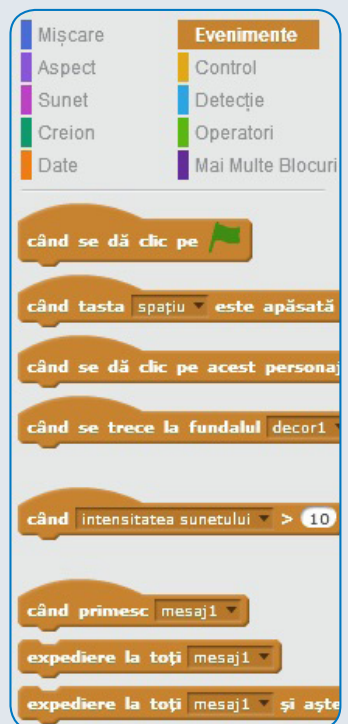 Mișcare
Aspect
Sunet
Creion
Date
Evenimente
Control
Detecție
Operatori
Mai Multe Blocuri
când se dă clic pe
când tasta spațiu este apăsată
când se dă clic pe acest personaj
când se trece la fundalul decor1
când intensitatea sunetului > 10
când primesc mesaj1
expediere la toți mesaj1
expediere la toți mesaj1 și aște